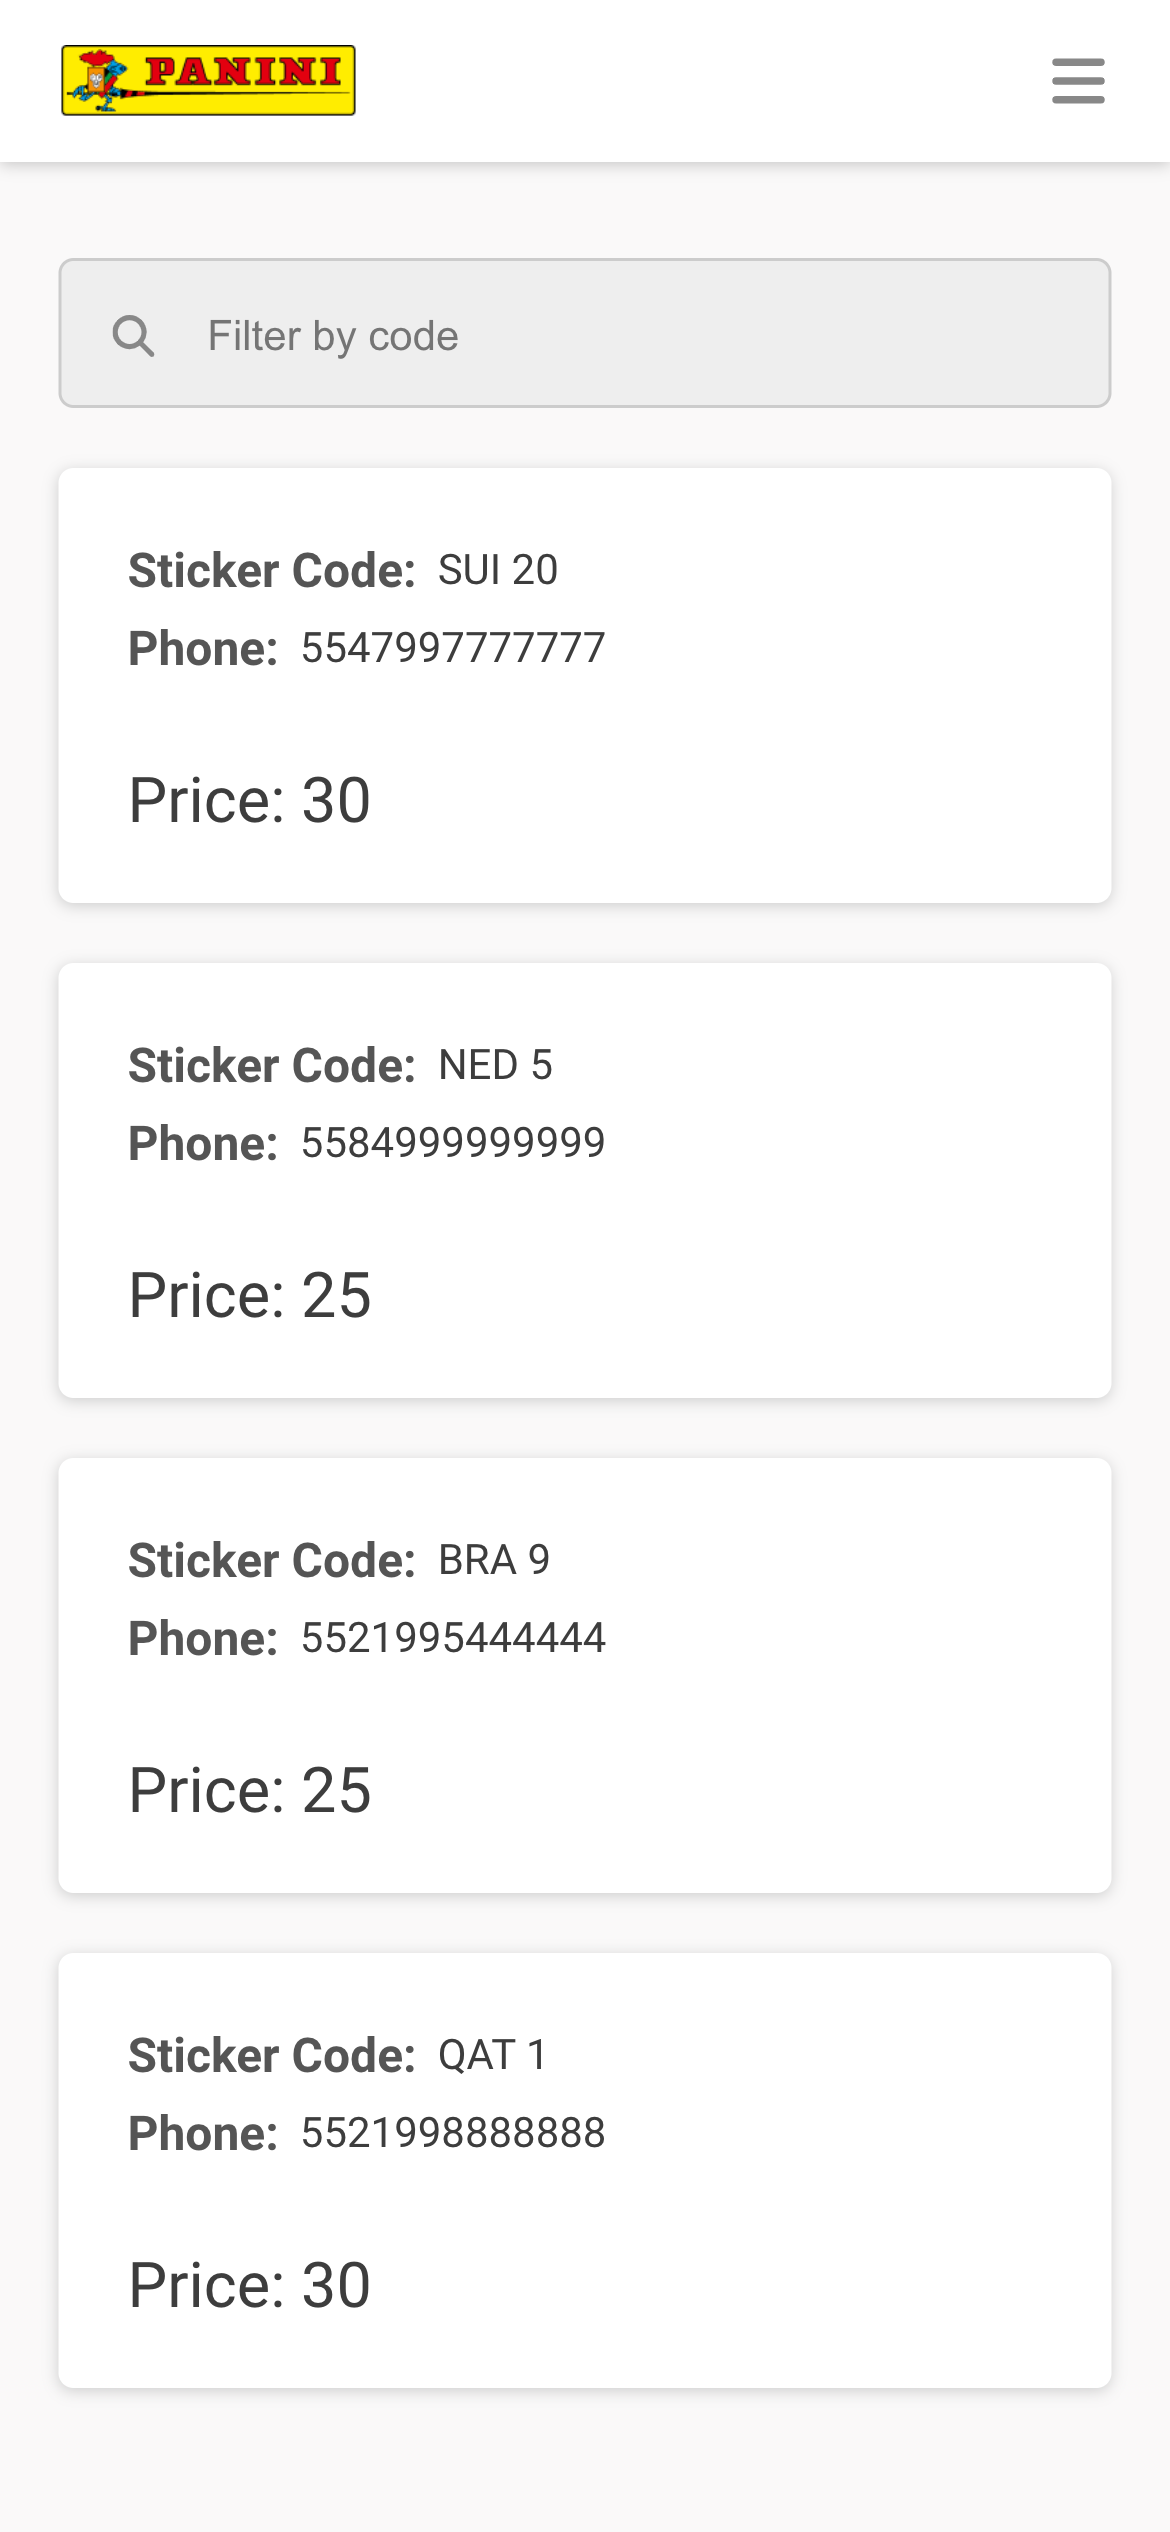 PANINI
Filter by code
Sticker Code: SUI 20
Phone: 5547997777777
Price: 30
Sticker Code: NED 5
Phone: 5584999999999
Price: 25
Sticker Code: BRA 9
Phone: 5521995444444
Price: 25
Sticker Code: QAT 1
Phone: 5521998888888
Price: 30